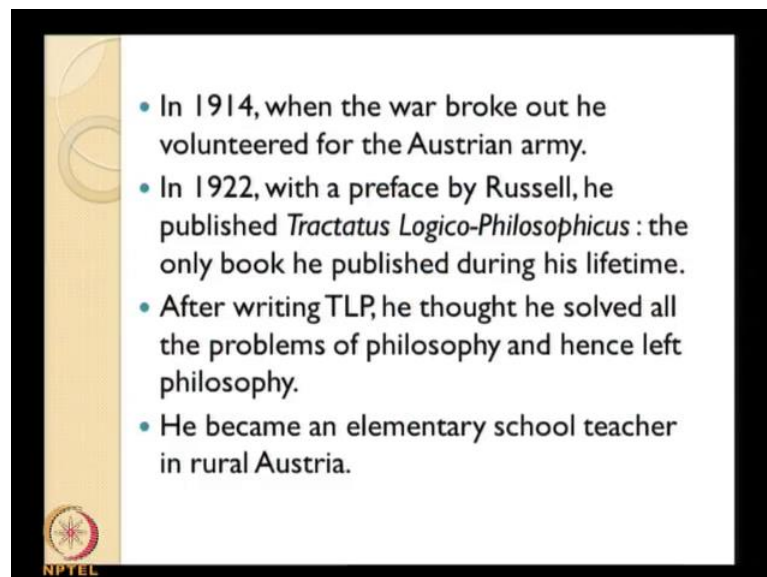 • In 1914, when the war broke out he
volunteered for the Austrian army.
• In 1922, with a preface by Russell, he
published Tractatus Logico-Philosophicus : the
only book he published during his lifetime.
• After writing TLP, he thought he solved all
the problems of philosophy and hence left
philosophy.
• He became an elementary school teacher
in rural Austria.
NPTEL